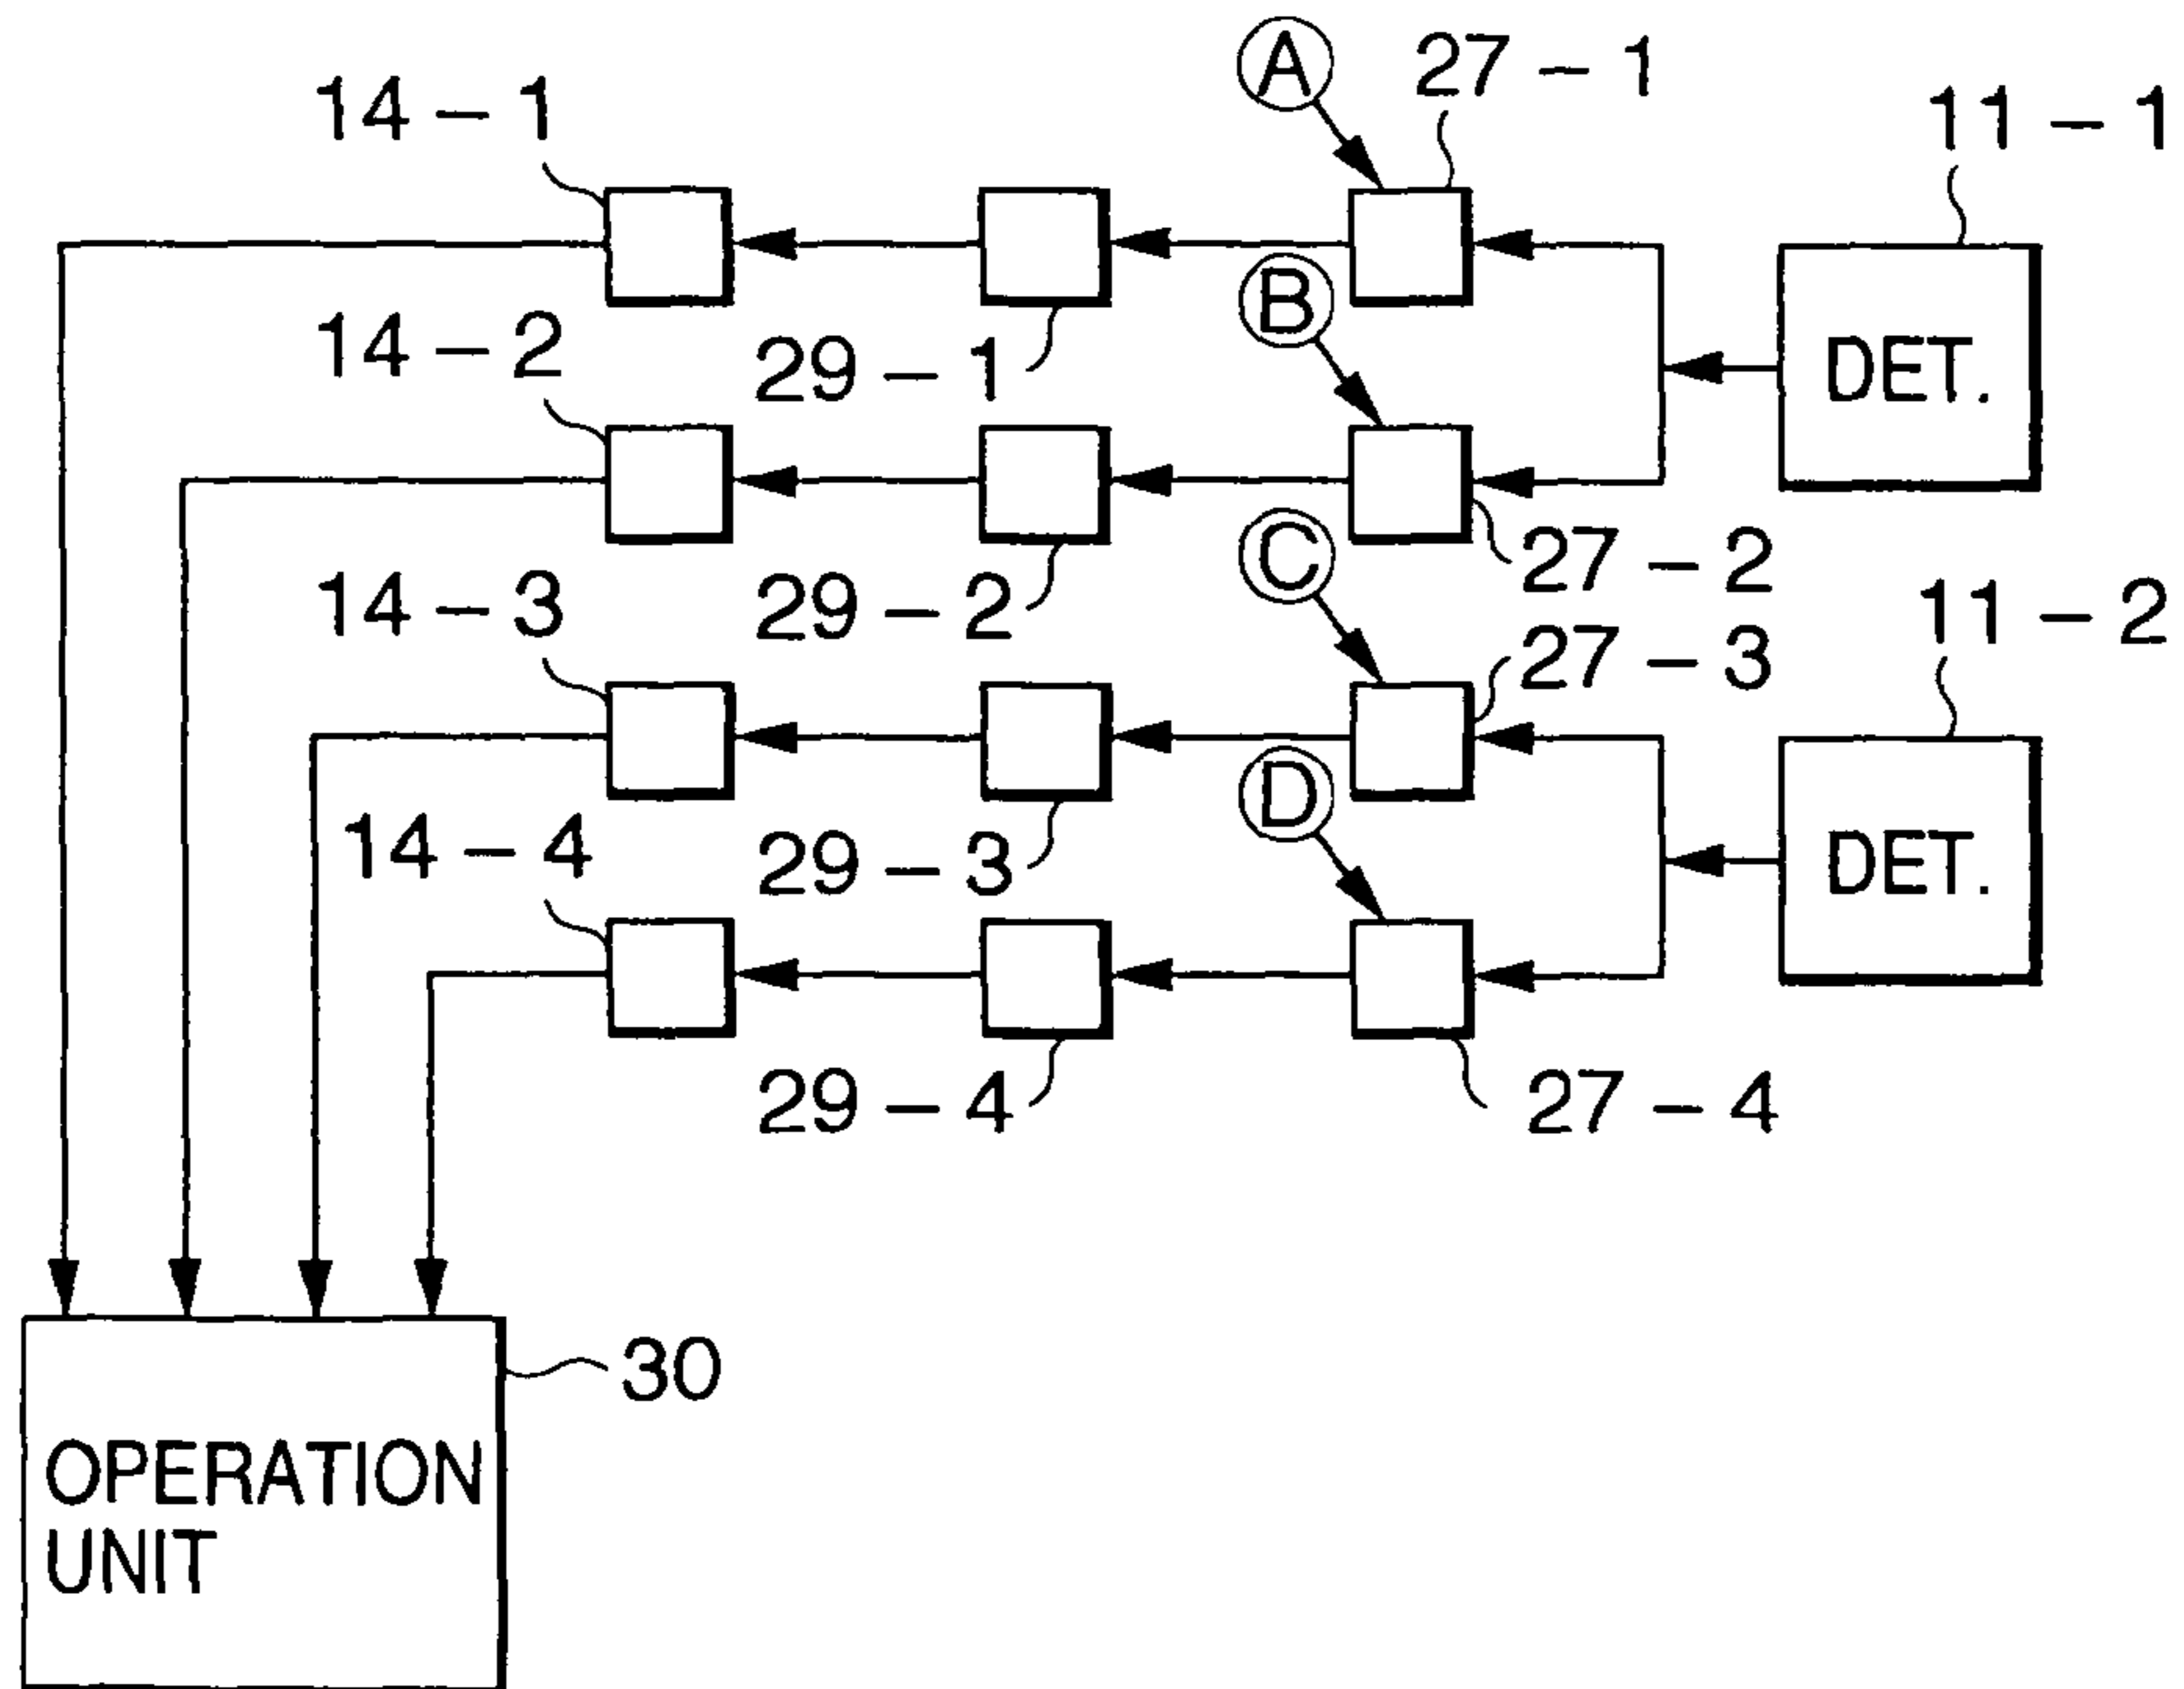 A
27-1
11-1
14-1
B
14-2
29-1
DET.
C
27-2
14-3
29-2
27-3
11-2
D
14-4
29-3
DET.
29-4
27-4
30
OPERATION
UNIT